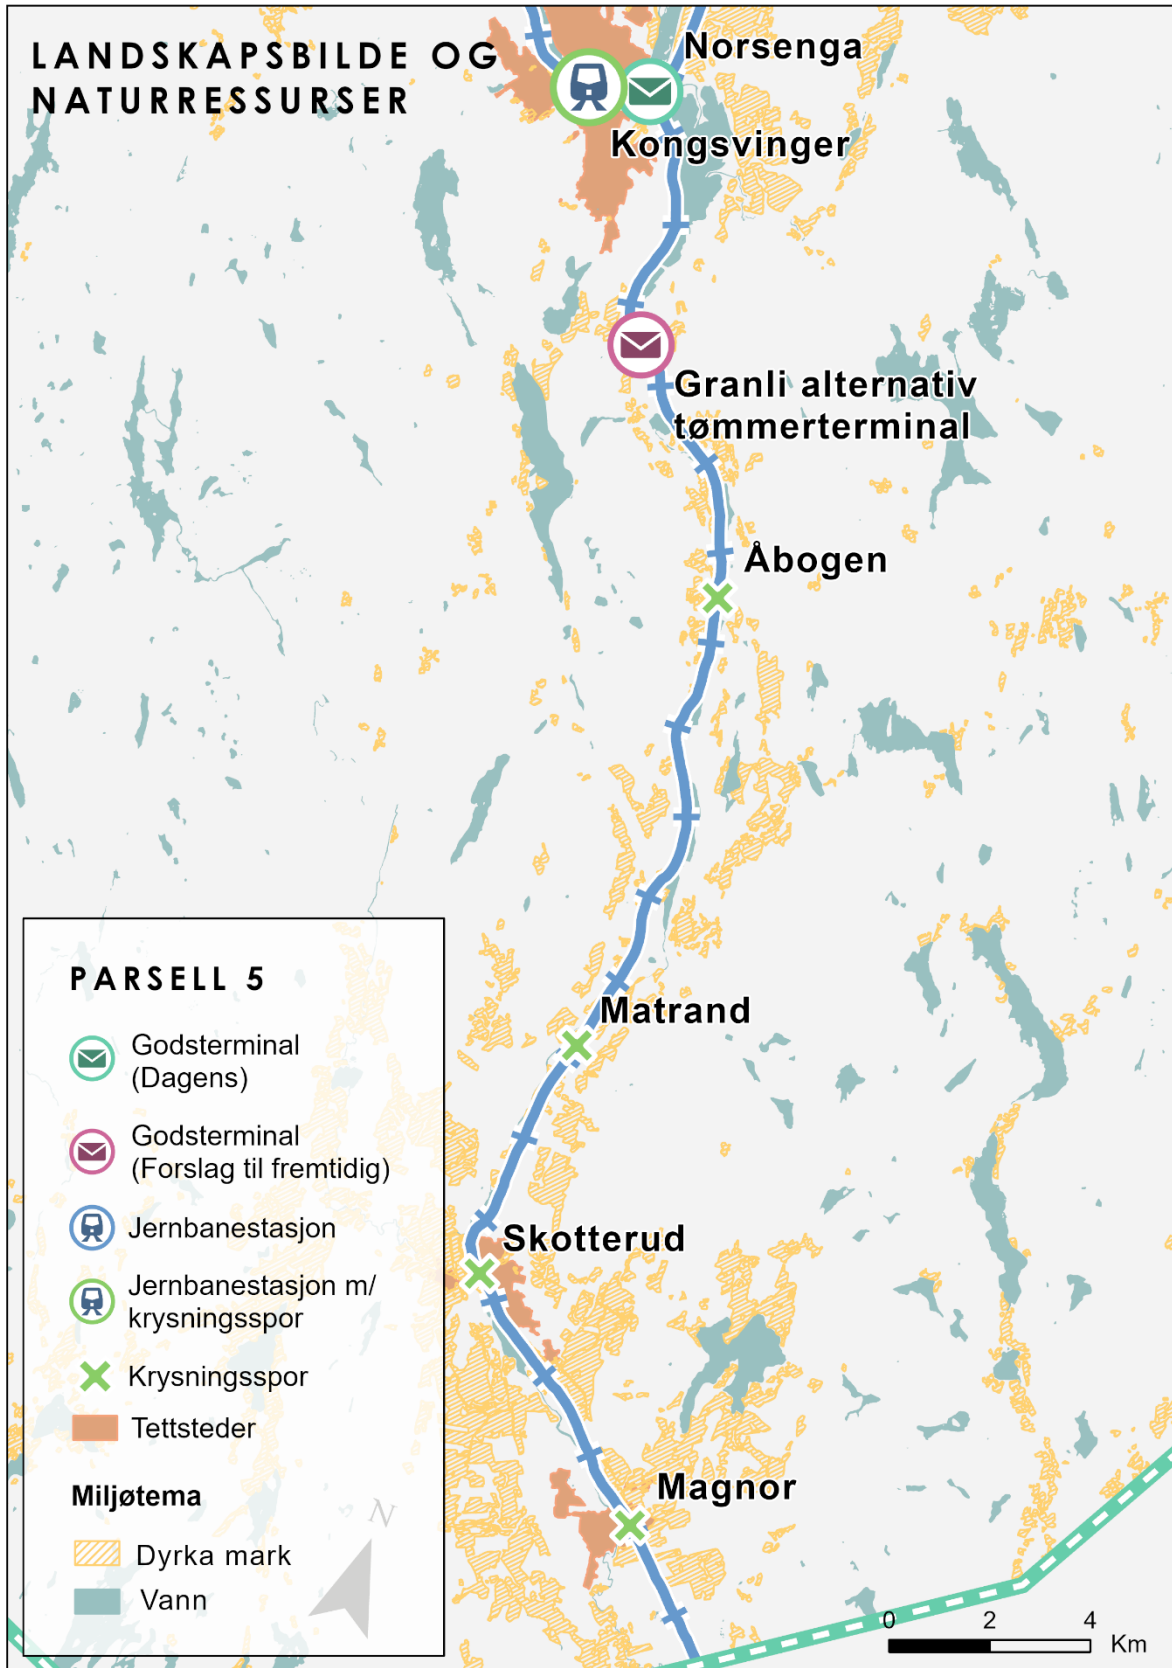 LANDSKAPSBILDE OG
NATURRESSURSER
Norsenga
Kongsvinger
Granli alternativ
tømmerterminal
Åbogen
Matrand
Skotterud
Magnor
PARSELL 5
Godsterminal
(Dagens)
Godsterminal
(Forslag til fremtidig)
Jernbanestasjon
Jernbanestasjon m/
krysningsspor
Krysningsspor
Tettsteder
Miljøtema
Dyrka mark
Vann
N
0 2 4
Km